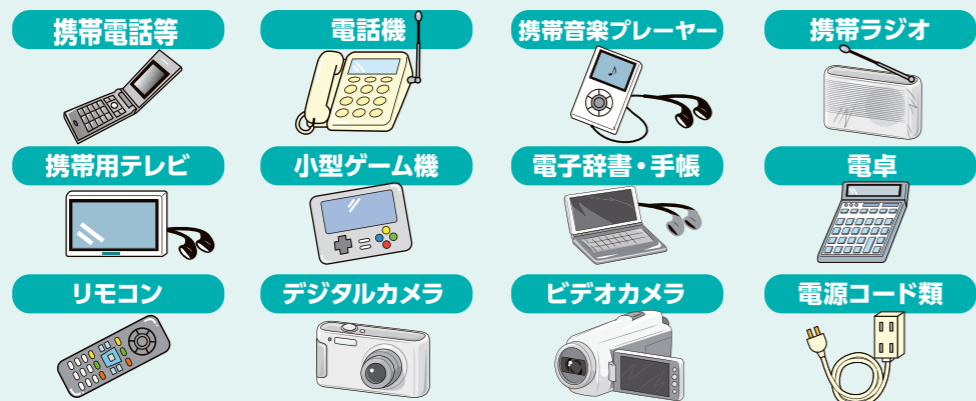 携帯電話等
電話機
携帯音楽プレーヤー
携帯ラジオ
携帯用テレビ
小型ゲーム機
電子辞書・手帳
電卓
リモコン
デジタルカメラ
ビデオカメラ
電源コード類